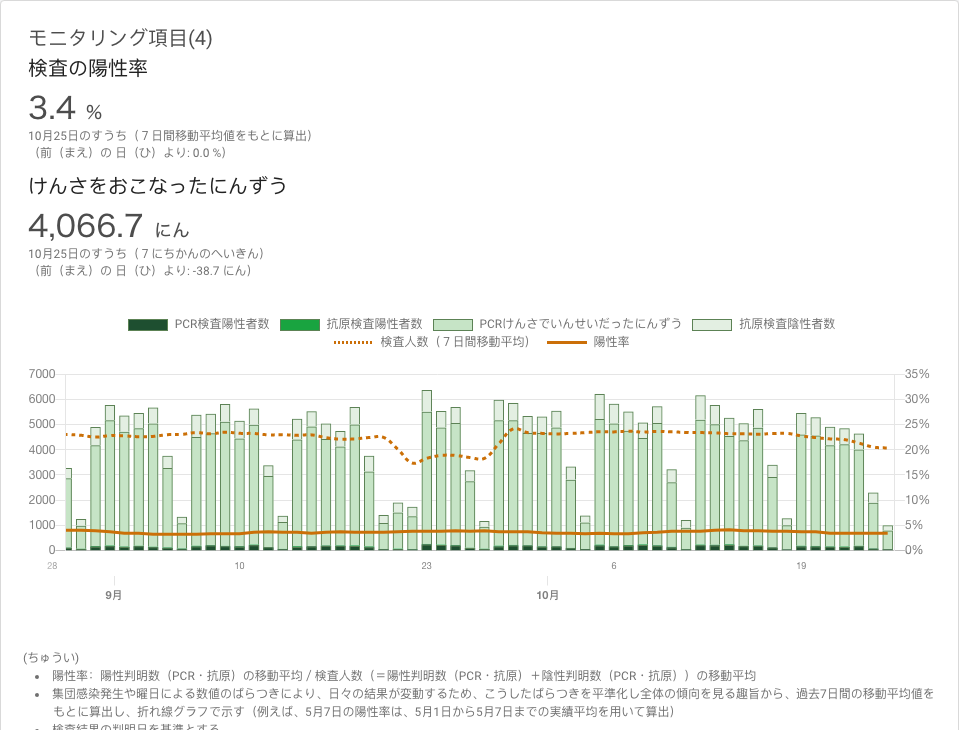 モニタリング項目(4)
検査の陽性率
3.4 %
10月25日のすうち（７日間移動平均値をもとに算出）
（前（まえ）の 日（ひ）より: 0.0 %）
けんさをおこなったにんずう
4,066.7 にん
10月25日のすうち（７にちかんのへいきん）
（前（まえ）の 日（ひ）より: -38.7 にん）
PCR検査陽性者数 抗原検査陽性者数 PCRけんさでいんせいだったにんずう 抗原検査陰性者数
検査人数（７日間移動平均） 陽性率
7000 35%
6000 30%
5000 25%
4000 20%
3000 15%
2000 10%
1000 5%
0 0%
28 10 23 6 19
9月 10月
(ちゅうい)
• 陽性率：陽性判明数（PCR・抗原）の移動平均 / 検査人数（＝陽性判明数（PCR・抗原）＋陰性判明数（PCR・抗原））の移動平均
• 集団感染発生や曜日による数値のばらつきにより、日々の結果が変動するため、こうしたばらつきを平準化し全体の傾向を見る趣旨から、過去7日間の移動平均値を
もとに算出し、折れ線グラフで示す（例えば、5月7日の陽性率は、5月1日から5月7日までの実績平均を用いて算出）
• 検査結果の判明日を基準とする